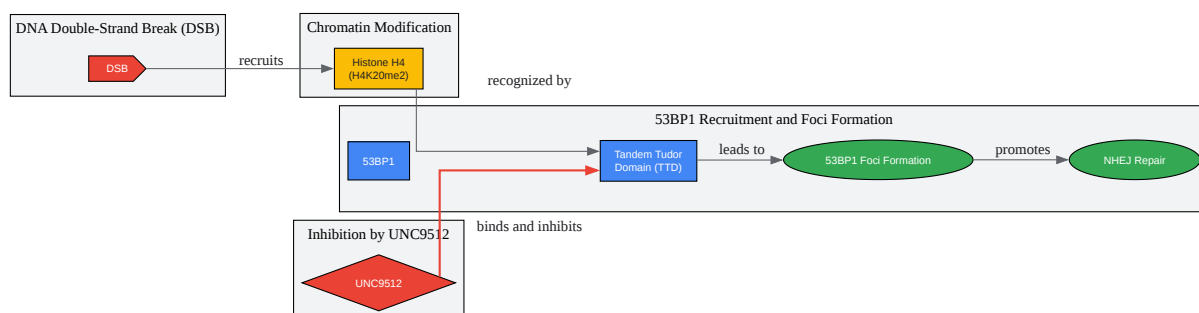 DNA Double-Strand Break (DSB)
DSB
recruits
Chromatin Modification
Histone H4
(H4K20me2)
recognized by
53BP1 Recruitment and Foci Formation
53BP1
Tandem Tudor
Domain (TTD)
leads to
53BP1 Foci Formation
promotes
NHEJ Repair
binds and inhibits
Inhibition by UNC9512
UNC9512